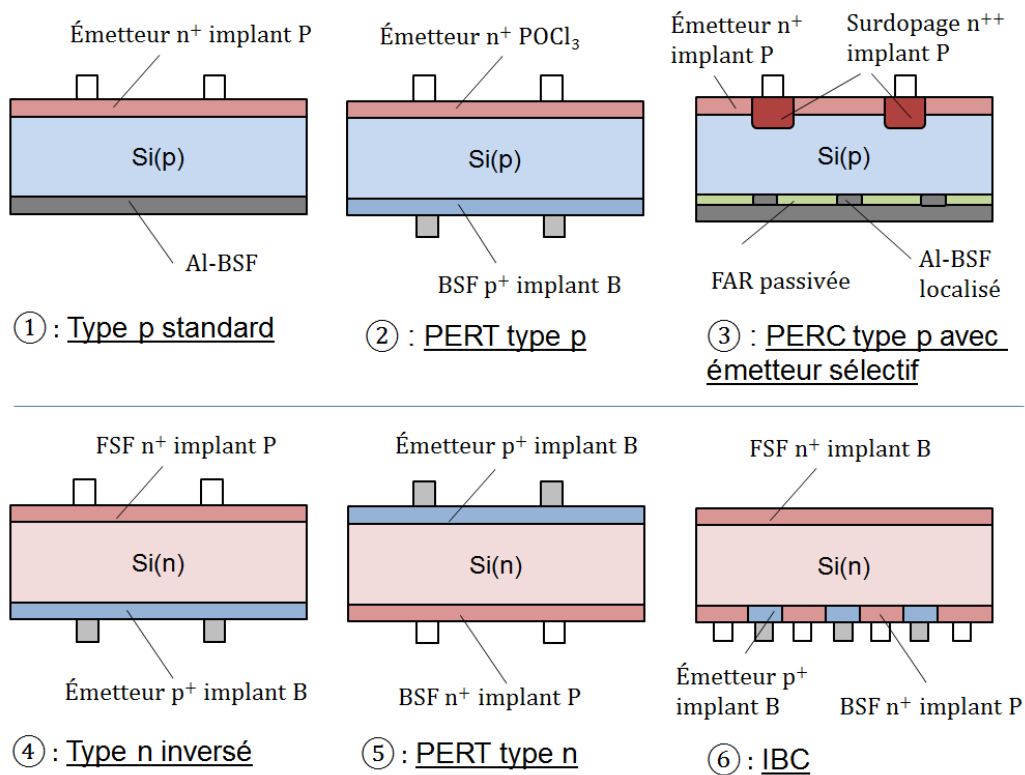 Émetteur n⁺ implant P
Si(p)
Al-BSF
① : Type p standard
Émetteur n⁺ POCl₃
Si(p)
BSF p⁺ implant B
② : PERT type p
Émetteur n⁺
implant P
Surdopage n⁺⁺
implant P
Si(p)
FAR passivée
Al-BSF
localisé
③ : PERC type p avec
émetteur sélectif
FSF n⁺ implant P
Si(n)
Émetteur p⁺ implant B
④ : Type n inversé
Émetteur p⁺ implant B
Si(n)
BSF n⁺ implant P
⑤ : PERT type n
FSF n⁺ implant B
Si(n)
Émetteur p⁺
implant B
BSF n⁺ implant P
⑥ : IBC